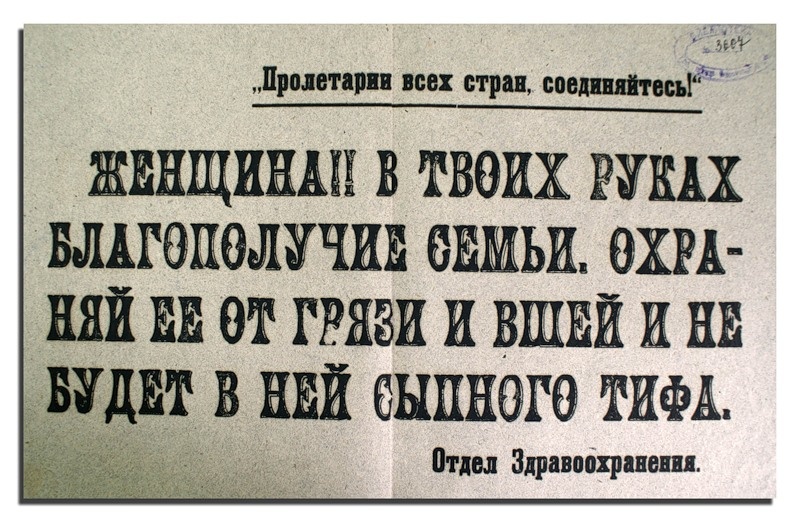 „Пролетарии всех стран, соединяйтесь!“
ЖЕНЩИНА!! В ТВОИХ РУКАХ
БЛАГОПОЛУЧИЕ СЕМЬИ. ОХРА-
НЯЙ ЕЕ ОТ ГРЯЗИ И ВШЕЙ И НЕ
БУДЕТ В НЕЙ СЫПНОГО ТИФА.
Отдел Здравоохранения.